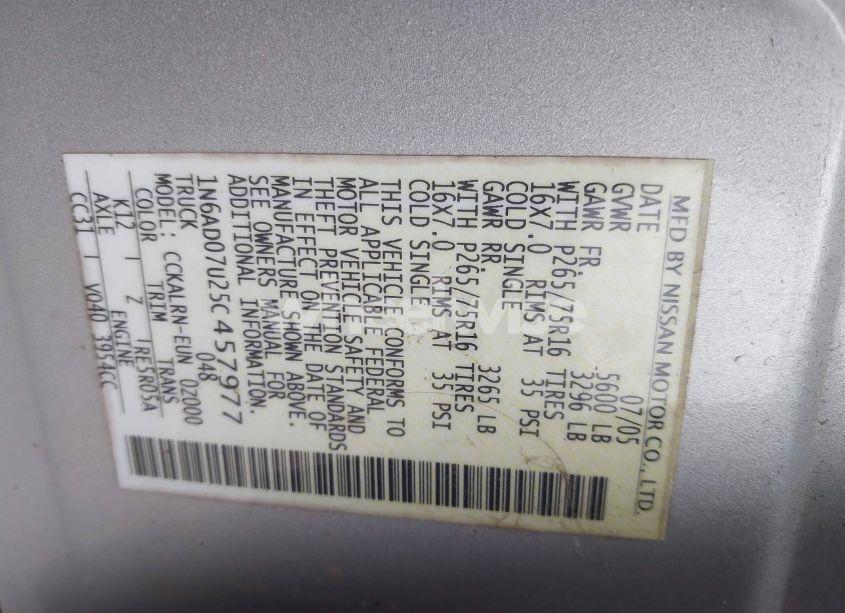 MFD BY NISSAN MOTOR CO., LTD.
DATE 07/05
GVWR 5600 LB
GAWR FR. 3296 LB
WITH P265/75R16 TIRES
16X7.0 RIMS AT 35 PSI
COLD SINGLE
GAWR RR. 3265 LB
WITH P265/75R16 TIRES
16X7.0 RIMS AT 35 PSI
COLD SINGLE
THIS VEHICLE CONFORMS TO
ALL APPLICABLE FEDERAL
MOTOR VEHICLE SAFETY AND
THEFT PREVENTION STANDARDS
IN EFFECT ON THE DATE OF
MANUFACTURE SHOWN ABOVE.
SEE OWNERS MANUAL FOR
ADDITIONAL INFORMATION.
1N6AD07U25C457977
TRUCK 048
MODEL: CCKALRN-EUN 02000
COLOR TRIM TRANS
K12 | Z | RE5R05A
AXLE ENGINE
CC31 | VQ40 3954CC